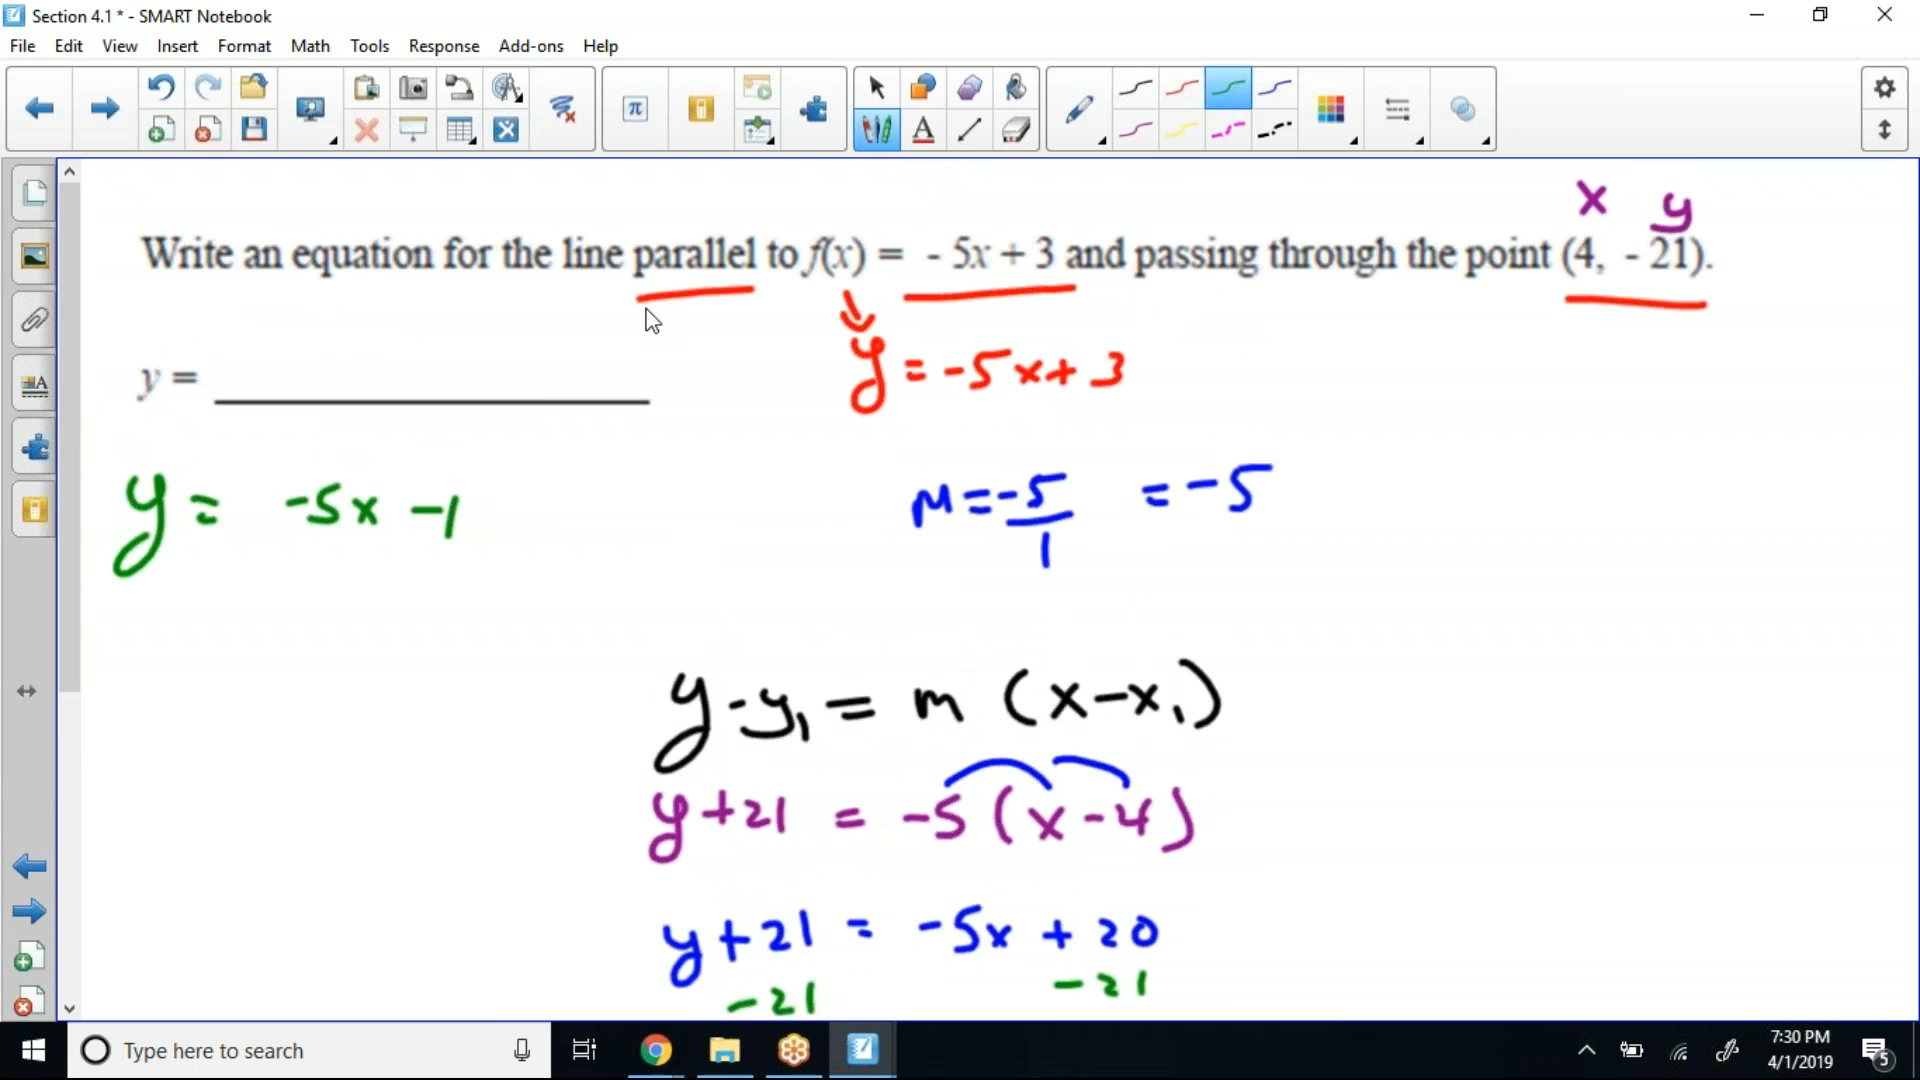 Section 4.1 * - SMART Notebook
File Edit View Insert Format Math Tools Response Add-ons Help
x y
Write an equation for the line parallel to f(x) = - 5x + 3 and passing through the point (4, - 21).
y = -5x + 3
y = ____________________
y = -5x -1
m = -5/1 = -5
y - y₁ = m (x - x₁)
y + 21 = -5 (x - 4)
y + 21 = -5x + 20
-21 -21
Type here to search
7:30 PM
4/1/2019
5